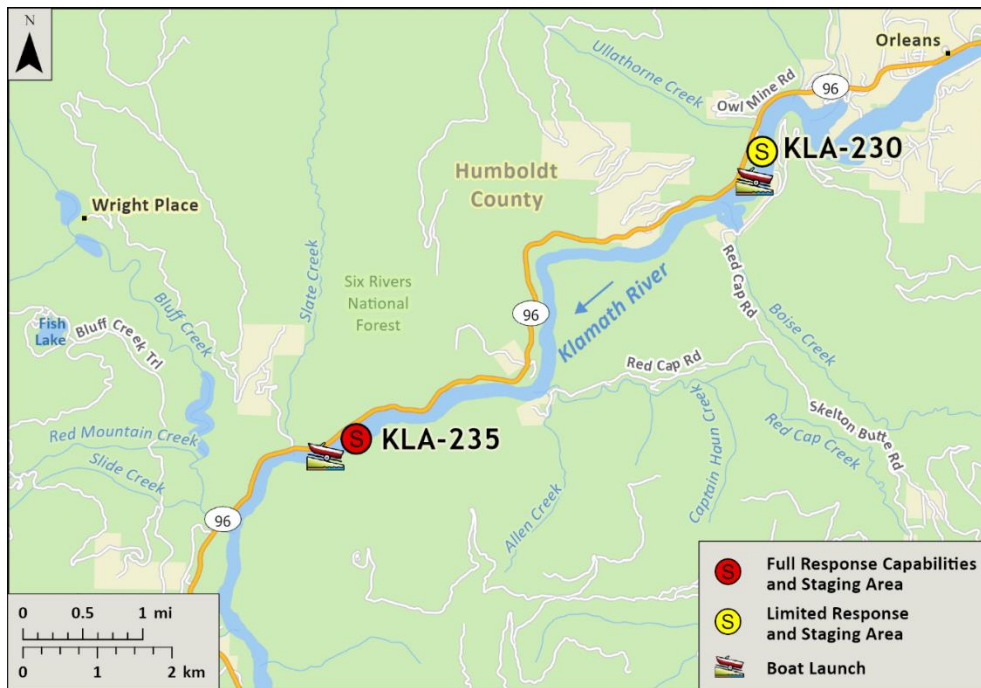 N
Orleans
Ullathorne Creek
Owl Mine Rd
96
S
KLA-230
Humboldt
County
Wright Place
Slate Creek
Six Rivers
National
Forest
Bluff Creek
Fish
Lake
Bluff Creek Trl
96
Klamath River
Red Cap Rd
Boise Creek
Red Cap Rd
Skelton Butte Rd
Red Cap Creek
Captain Haun Creek
Allen Creek
S
KLA-235
Red Mountain Creek
Slide Creek
96
0 0.5 1 mi
0 1 2 km
S
Full Response Capabilities
and Staging Area
S
Limited Response
and Staging Area
Boat Launch